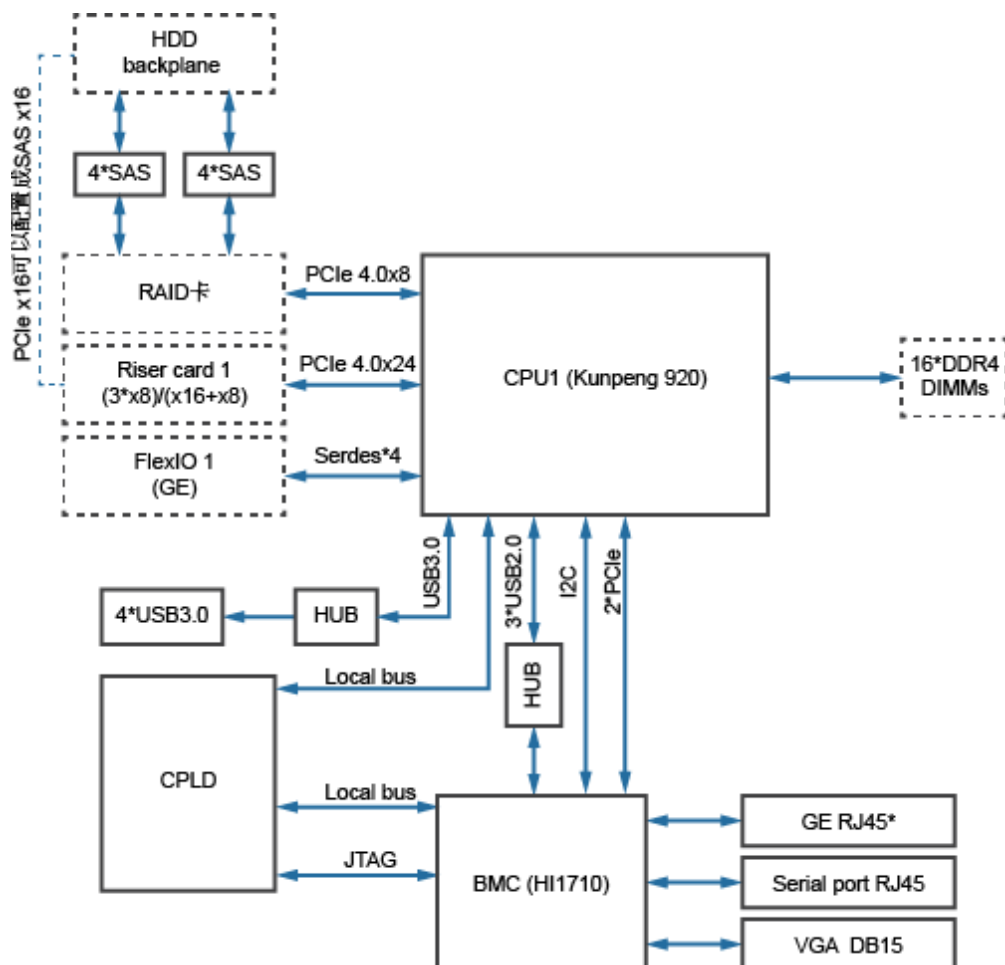 HDD
backplane
PCIe x16可以配置成SAS x16
4*SAS
4*SAS
RAID卡
PCIe 4.0x8
Riser card 1
(3*x8)/(x16+x8)
PCIe 4.0x24
FlexIO 1
(GE)
Serdes*4
CPU1 (Kunpeng 920)
16*DDR4
DIMMs
USB3.0
3*USB2.0
I2C
2*PCIe
4*USB3.0
HUB
HUB
Local bus
CPLD
Local bus
JTAG
BMC (HI1710)
GE RJ45*
Serial port RJ45
VGA DB15